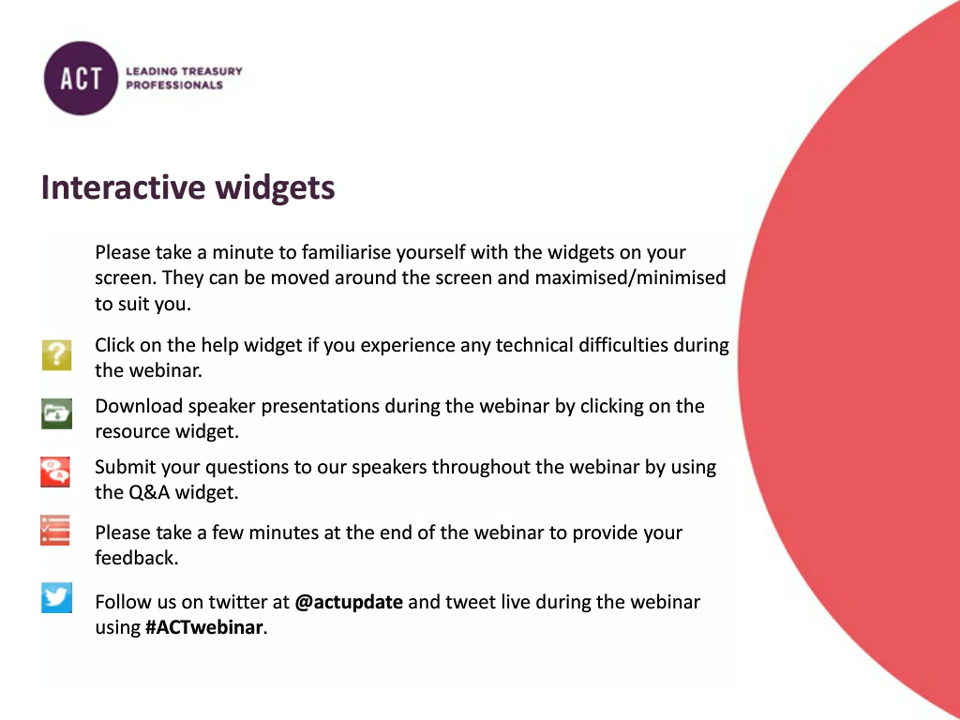 ACT
LEADING TREASURY
PROFESSIONALS
Interactive widgets
Please take a minute to familiarise yourself with the widgets on your
screen. They can be moved around the screen and maximised/minimised
to suit you.
?
Click on the help widget if you experience any technical difficulties during
the webinar.
Download speaker presentations during the webinar by clicking on the
resource widget.
Q A
Submit your questions to our speakers throughout the webinar by using
the Q&A widget.
Please take a few minutes at the end of the webinar to provide your
feedback.
Follow us on twitter at @actupdate and tweet live during the webinar
using #ACTwebinar.